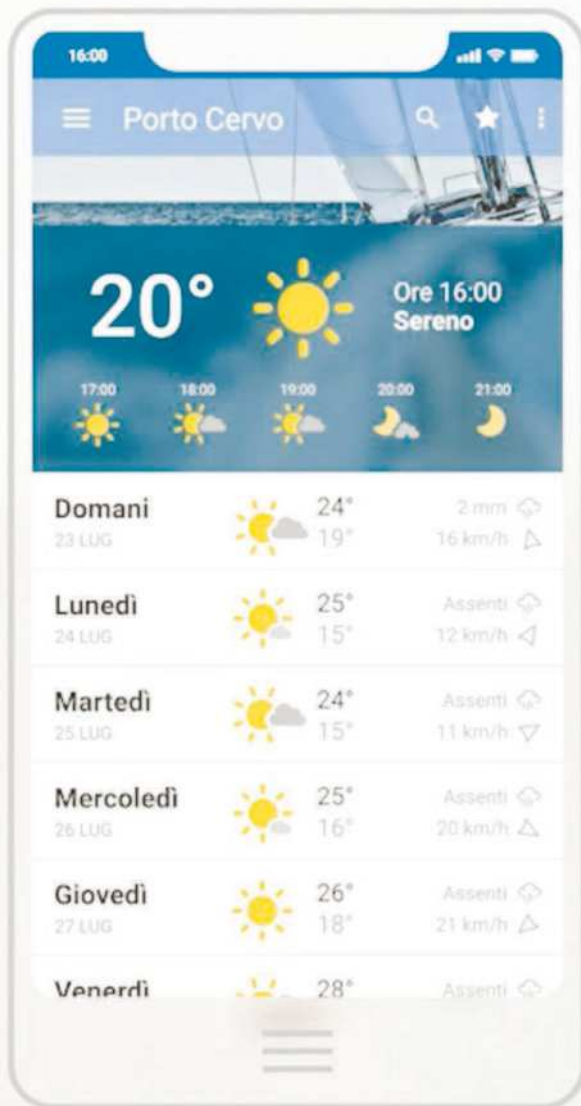 16:00
Porto Cervo
20°
Ore 16:00
Sereno
17:00 18:00 19:00 20:00 21:00
Domani 24° 2 mm
23 LUG 19° 16 km/h
Lunedì 25° Assenti
24 LUG 15° 12 km/h
Martedì 24° Assenti
25 LUG 15° 11 km/h
Mercoledì 25° Assenti
26 LUG 16° 20 km/h
Giovedì 26° Assenti
27 LUG 18° 21 km/h
Venerdì 28° Assenti